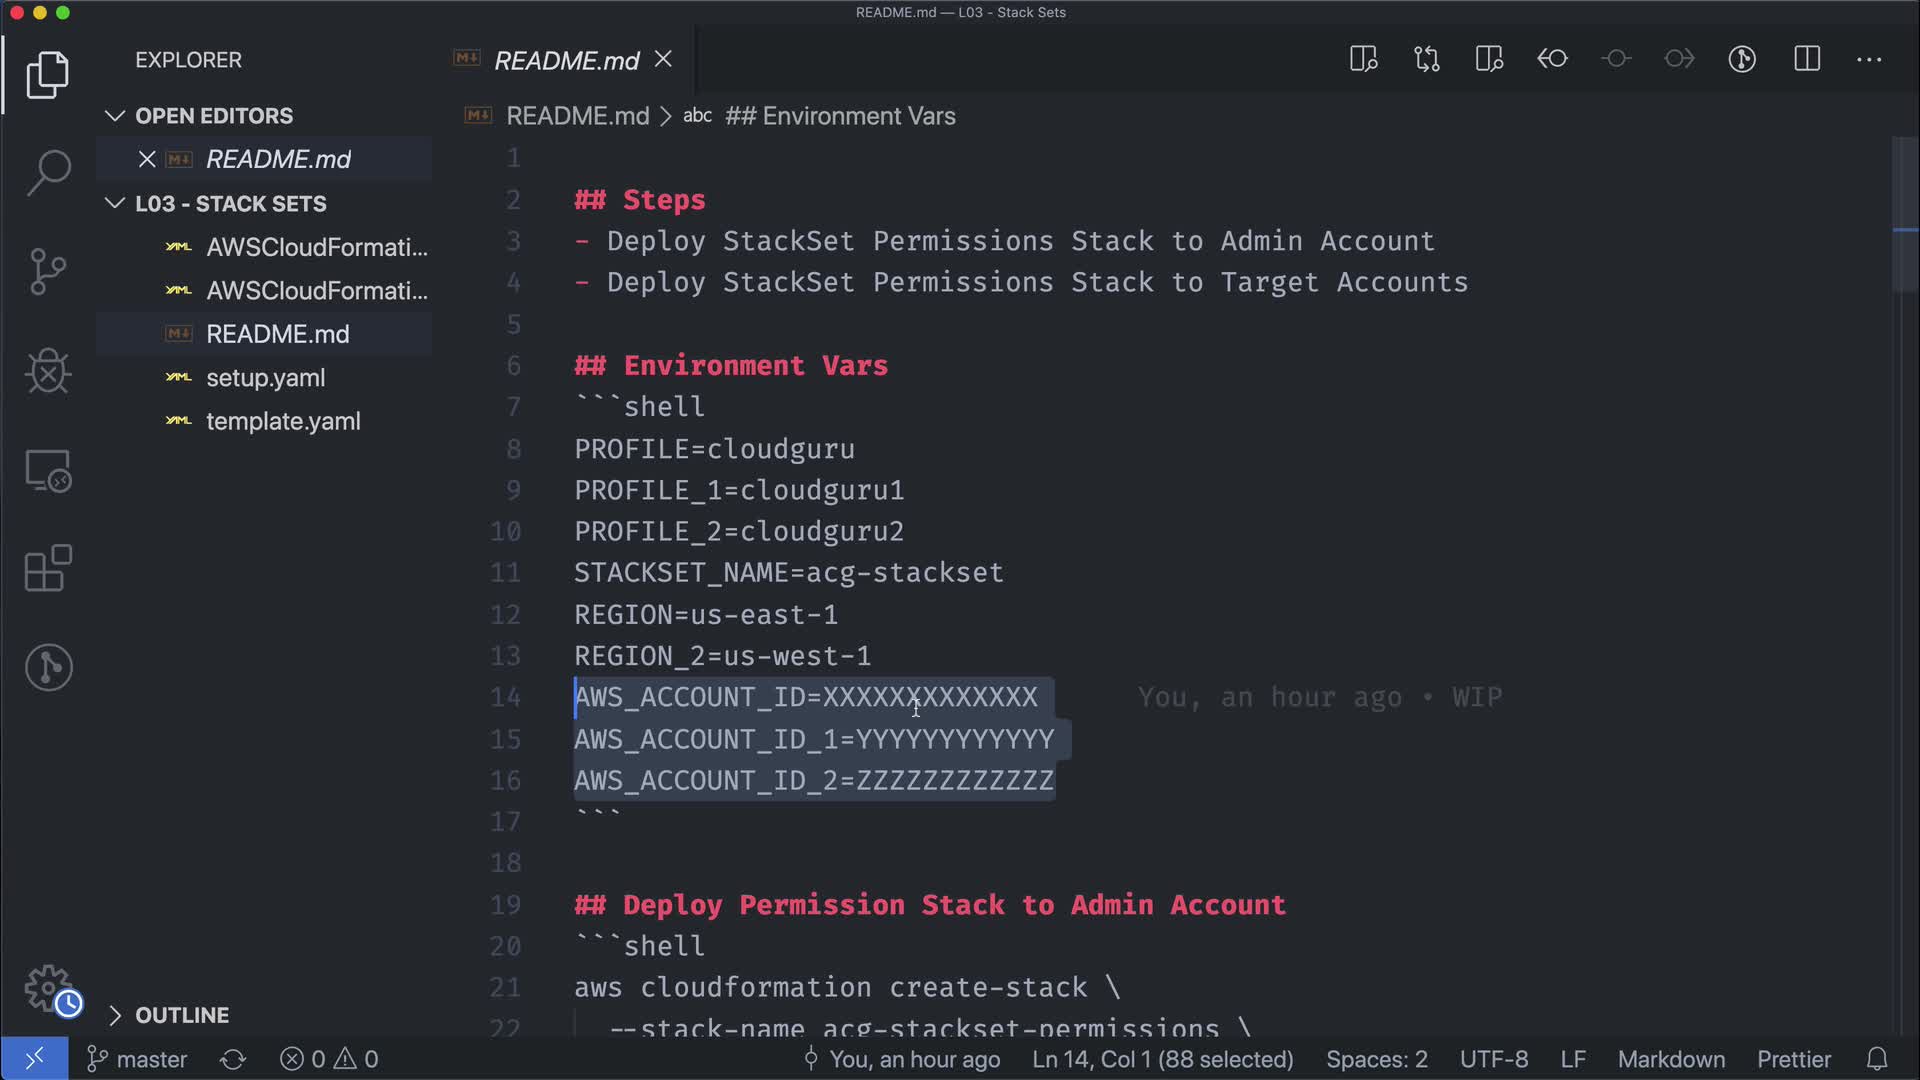 README.md — L03 - Stack Sets
EXPLORER
README.md
OPEN EDITORS
README.md
L03 - STACK SETS
AWSCloudFormati...
AWSCloudFormati...
README.md
setup.yaml
template.yaml
OUTLINE
README.md > abc ## Environment Vars
1
2 ## Steps
3 - Deploy StackSet Permissions Stack to Admin Account
4 - Deploy StackSet Permissions Stack to Target Accounts
5
6 ## Environment Vars
7 ```shell
8 PROFILE=cloudguru
9 PROFILE_1=cloudguru1
10 PROFILE_2=cloudguru2
11 STACKSET_NAME=acg-stackset
12 REGION=us-east-1
13 REGION_2=us-west-1
14 AWS_ACCOUNT_ID=XXXXXXXXXXXXX You, an hour ago • WIP
15 AWS_ACCOUNT_ID_1=YYYYYYYYYYYY
16 AWS_ACCOUNT_ID_2=ZZZZZZZZZZZZ
17 ```
18
19 ## Deploy Permission Stack to Admin Account
20 ```shell
21 aws cloudformation create-stack \
22 --stack-name acg-stackset-permissions \
master 0 0 You, an hour ago Ln 14, Col 1 (88 selected) Spaces: 2 UTF-8 LF Markdown Prettier